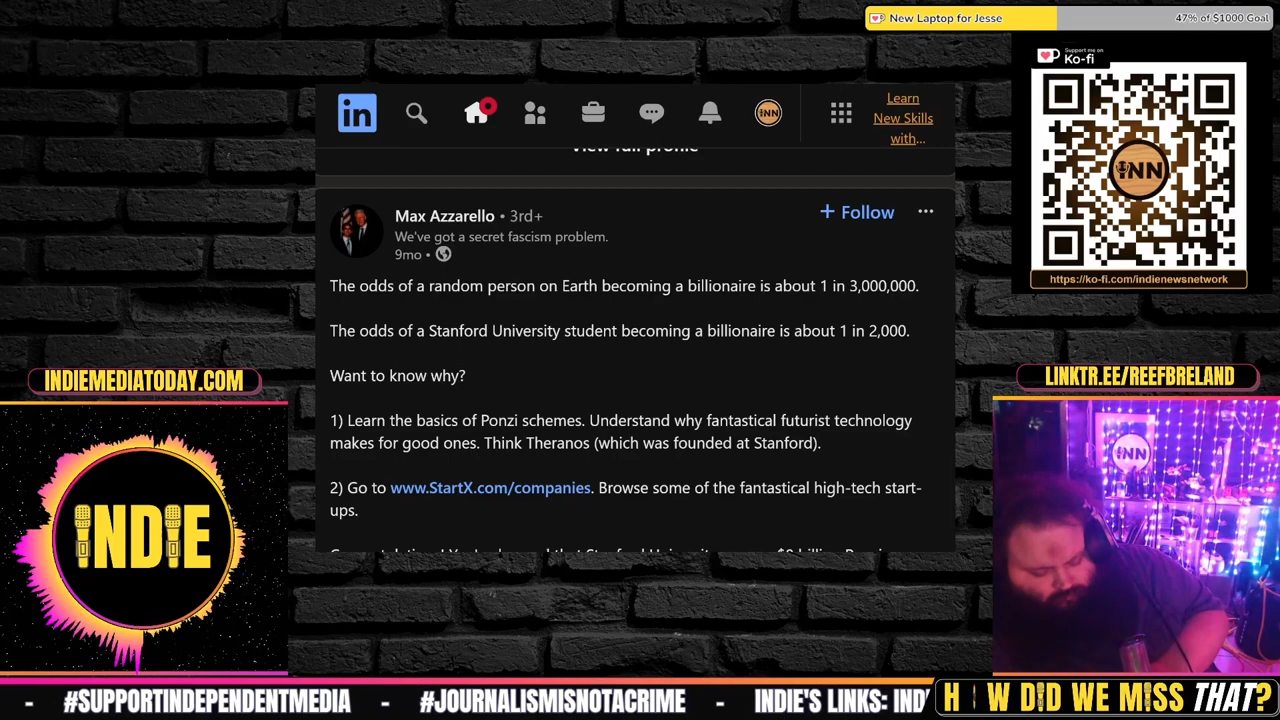 New Laptop for Jesse
47% of $1000 Goal
Support me on
Ko-fi
in
INN
Learn
New Skills
with...
View full profile
INN
https://ko-fi.com/indienewsnetwork
Max Azzarello • 3rd+
+ Follow
We've got a secret fascism problem.
9mo •
The odds of a random person on Earth becoming a billionaire is about 1 in 3,000,000.
The odds of a Stanford University student becoming a billionaire is about 1 in 2,000.
Want to know why?
1) Learn the basics of Ponzi schemes. Understand why fantastical futurist technology
makes for good ones. Think Theranos (which was founded at Stanford).
2) Go to www.StartX.com/companies. Browse some of the fantastical high-tech start-
ups.
INDIEMEDIATODAY.COM
LINKTR.EE/REEFBRELAND
INDIE
INN
- #SUPPORTINDEPENDENTMEDIA - #JOURNALISMISNOTACRIME - INDIE'S LINKS: IND
HOW DID WE MISS THAT?